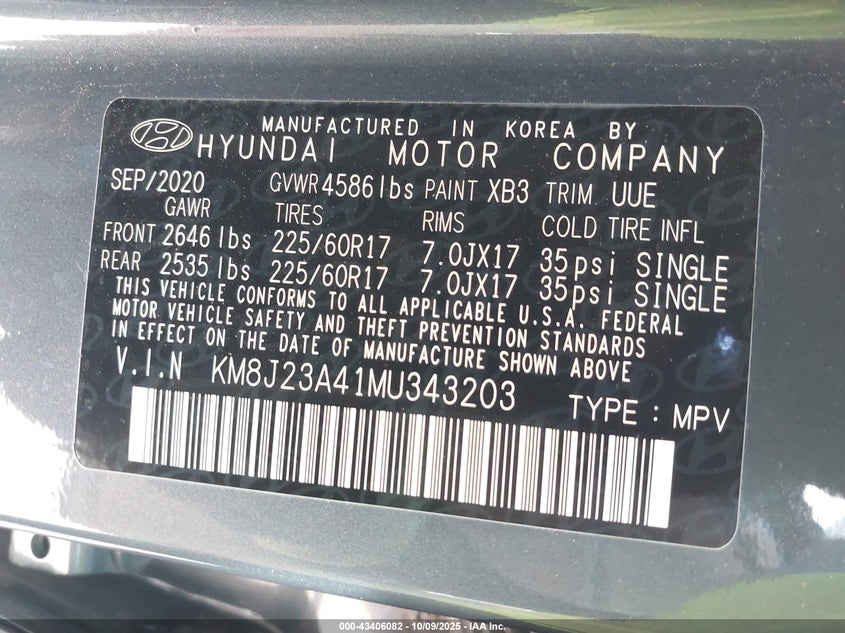 MANUFACTURED IN KOREA BY
HYUNDAI MOTOR COMPANY
SEP/2020 GVWR 4586 lbs PAINT XB3 TRIM UUE
GAWR TIRES RIMS COLD TIRE INFL
FRONT 2646 lbs 225/60R17 7.0JX17 35psi SINGLE
REAR 2535 lbs 225/60R17 7.0JX17 35psi SINGLE
THIS VEHICLE CONFORMS TO ALL APPLICABLE U.S.A. FEDERAL
MOTOR VEHICLE SAFETY AND THEFT PREVENTION STANDARDS
IN EFFECT ON THE DATE OF MANUFACTURE SHOWN ABOVE
V.I.N KM8J23A41MU343203 TYPE : MPV
000-43406082 - 10/09/2025 - IAA Inc.